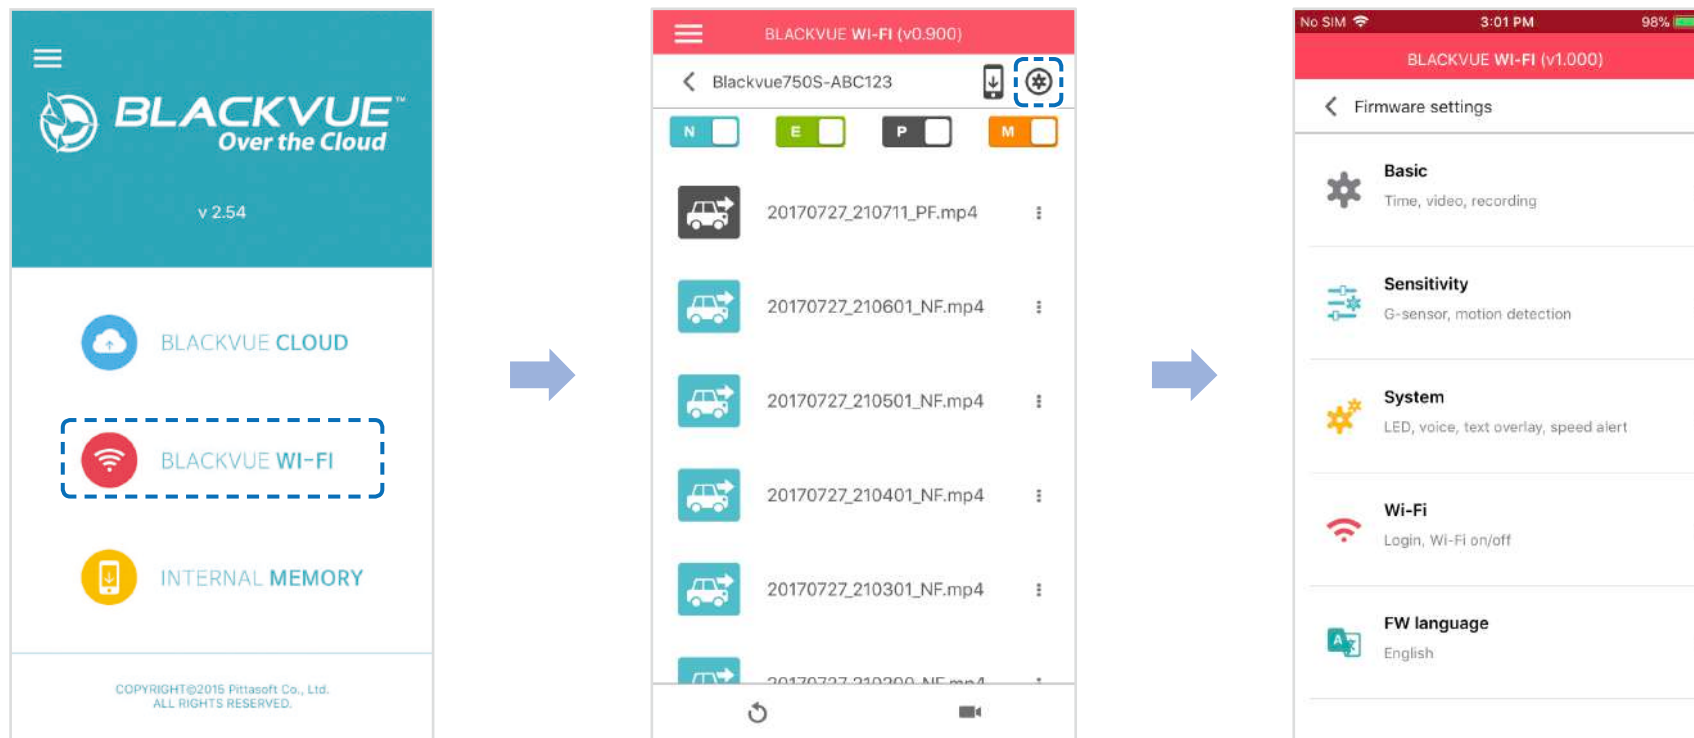 BLACKVUE™
Over the Cloud
v 2.54
BLACKVUE CLOUD
BLACKVUE WI-FI
INTERNAL MEMORY
COPYRIGHT©2015 Pittasoft Co., Ltd.
ALL RIGHTS RESERVED.
BLACKVUE WI-FI (v0.900)
Blackvue750S-ABC123
N E P M
20170727_210711_PF.mp4
20170727_210601_NF.mp4
20170727_210501_NF.mp4
20170727_210401_NF.mp4
20170727_210301_NF.mp4
20170727_210200_NF.mp4
No SIM 3:01 PM 98%
BLACKVUE WI-FI (v1.000)
Firmware settings
Basic
Time, video, recording
Sensitivity
G-sensor, motion detection
System
LED, voice, text overlay, speed alert
Wi-Fi
Login, Wi-Fi on/off
A
FW language
English